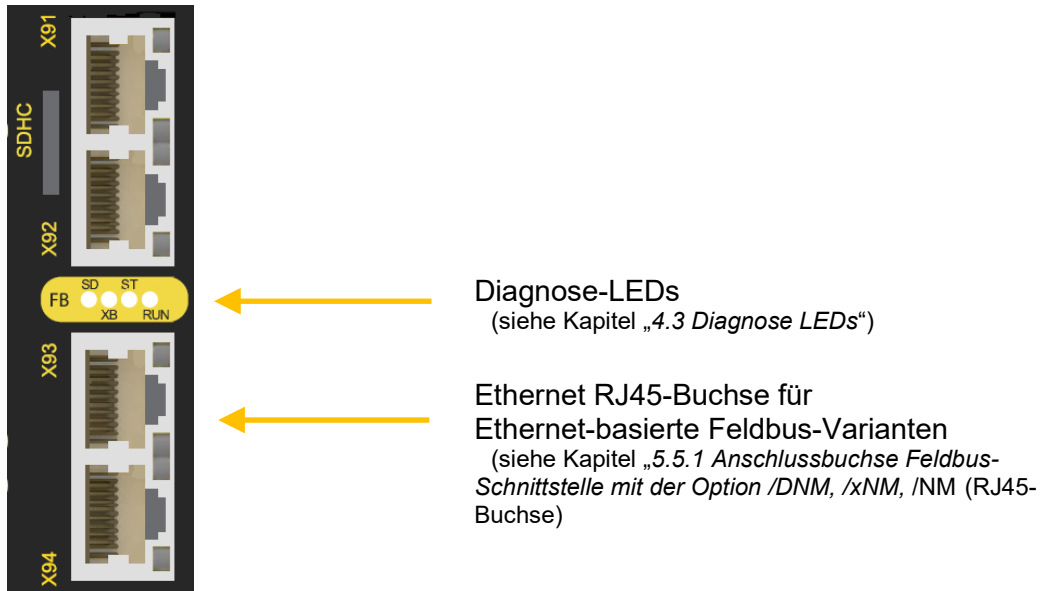 X91
SDHC
X92
SD ST
FB
XB RUN
X93
X94
Diagnose-LEDs
(siehe Kapitel „4.3 Diagnose LEDs“)
Ethernet RJ45-Buchse für
Ethernet-basierte Feldbus-Varianten
(siehe Kapitel „5.5.1 Anschlussbuchse Feldbus-
Schnittstelle mit der Option /DNM, /xNM, /NM (RJ45-
Buchse)